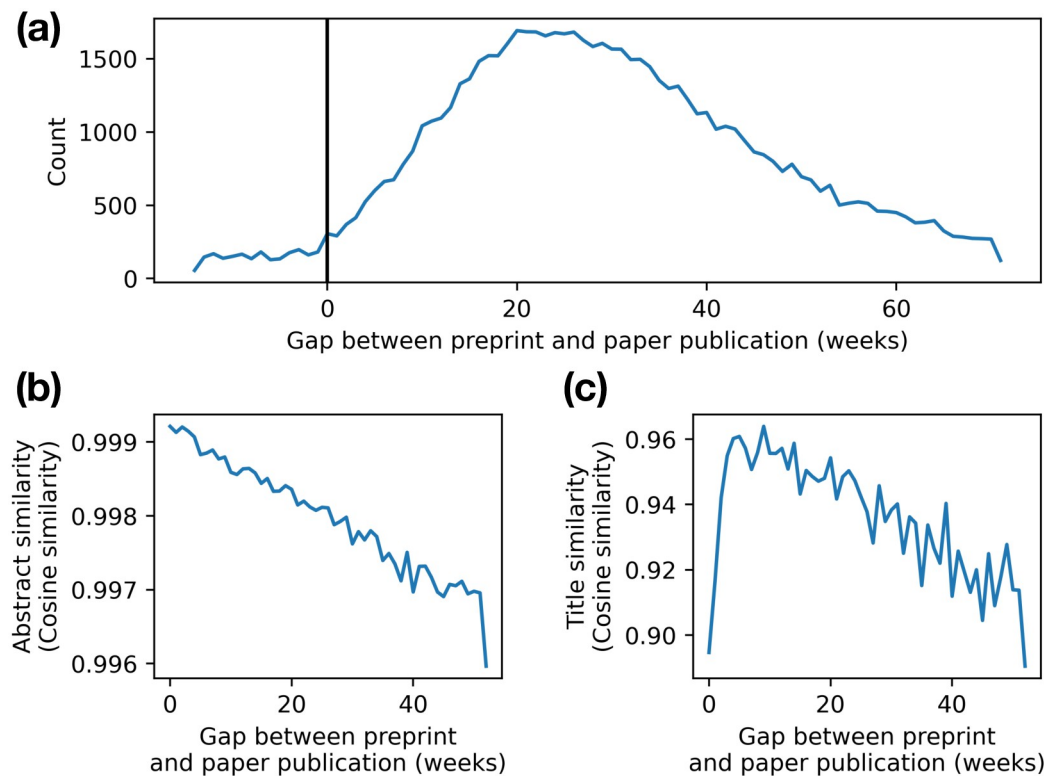 (a)
Count
1500
1000
500
0
0 20 40 60
Gap between preprint and paper publication (weeks)
(b)
Abstract similarity
(Cosine similarity)
0.999
0.998
0.997
0.996
0 20 40
Gap between preprint
and paper publication (weeks)
(c)
Title similarity
(Cosine similarity)
0.96
0.94
0.92
0.90
0 20 40
Gap between preprint
and paper publication (weeks)